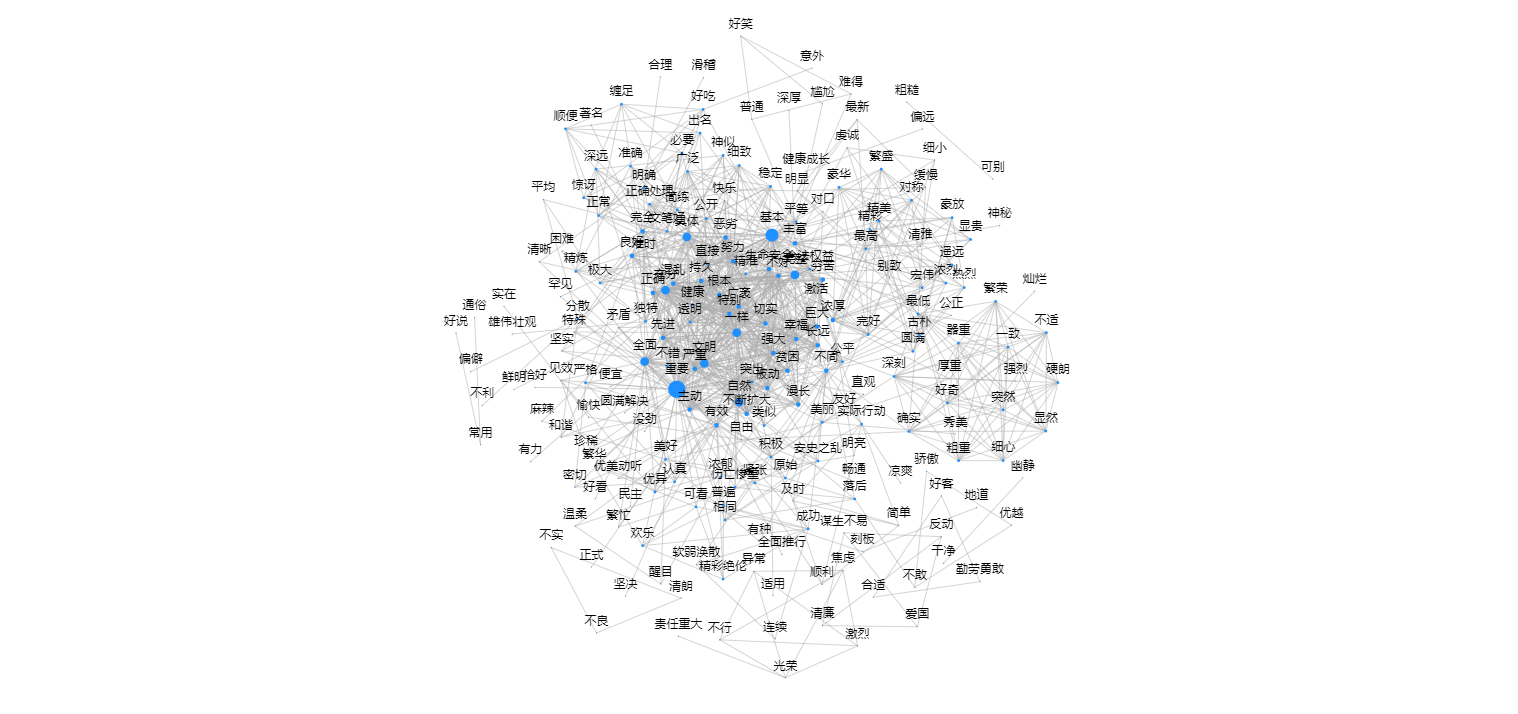 好笑
意外
合理
滑稽
难得
缠足
好吃
粗糙
深厚
尴尬
普通
最新
顺便
著名
出名
偏远
虔诚
必要
神似
细致
细小
深远
准确
广泛
健康成长
繁盛
可别
明确
稳定
明显
豪华
缓慢
平均
惊讶
正确处理
简练
快乐
对称
正常
公开
平等
对口
精美
豪放
神秘
完全
具体
恶劣
基本
丰富
精彩
显贵
困难
良好
直接
努力
最高
清雅
清晰
精炼
遥远
极大
混乱
持久
精准
穷苦
别致
宏伟
浓烈
热烈
罕见
正确
根本
激活
灿烂
实在
健康
广袤
特别
繁荣
通俗
分散
独特
透明
切实
巨大
浓厚
最低
公正
好说
雄伟壮观
特殊
矛盾
先进
一样
幸福
长远
完好
古朴
器重
一致
不适
坚实
全面
不错
严重
文明
强大
贫困
不同
公平
圆满
偏僻
见效
严格
便宜
重要
突出
被动
深刻
厚重
强烈
硬朗
鲜明
恰好
自然
直观
不利
主动
不断扩大
漫长
友好
好奇
突然
麻辣
愉快
圆满解决
有效
类似
美丽
实际行动
确实
秀美
显然
常用
和谐
没劲
自由
有力
珍稀
美好
积极
安史之乱
明亮
粗重
细心
繁华
密切
优美动听
认真
浓郁
紧张
原始
畅通
凉爽
骄傲
幽静
好看
民主
优异
可看
普遍
及时
落后
好客
地道
温柔
繁忙
相同
成功
谋生不易
简单
优越
不实
欢乐
有种
反动
全面推行
刻板
正式
软弱涣散
异常
焦虑
干净
坚决
醒目
精彩绝伦
顺利
不敢
勤劳勇敢
清朗
适用
合适
不良
清廉
爱国
责任重大
不行
连续
激烈
光荣